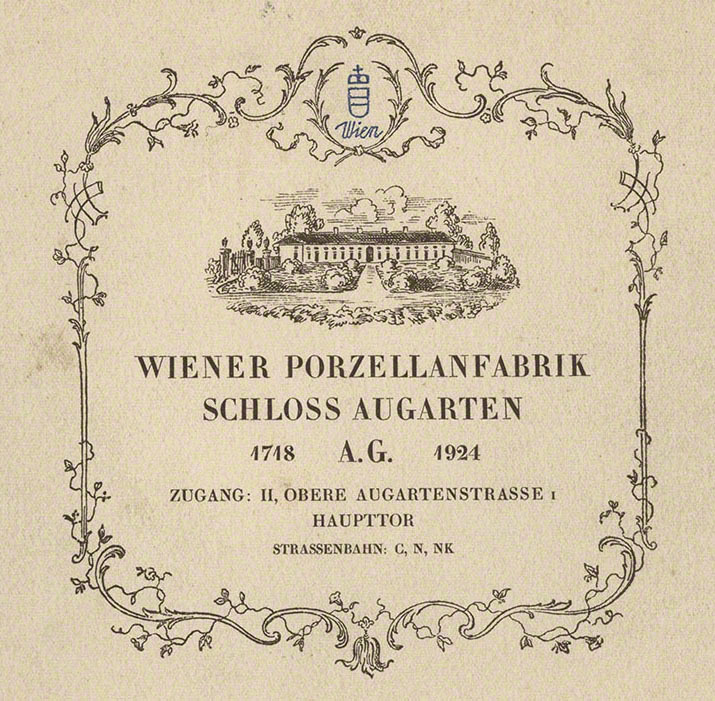 Wien
WIENER PORZELLANFABRIK
SCHLOSS AUGARTEN
1718 A.G. 1924
ZUGANG: II, OBERE AUGARTENSTRASSE 1
HAUPTTOR
STRASSENBAHN: C, N, NK